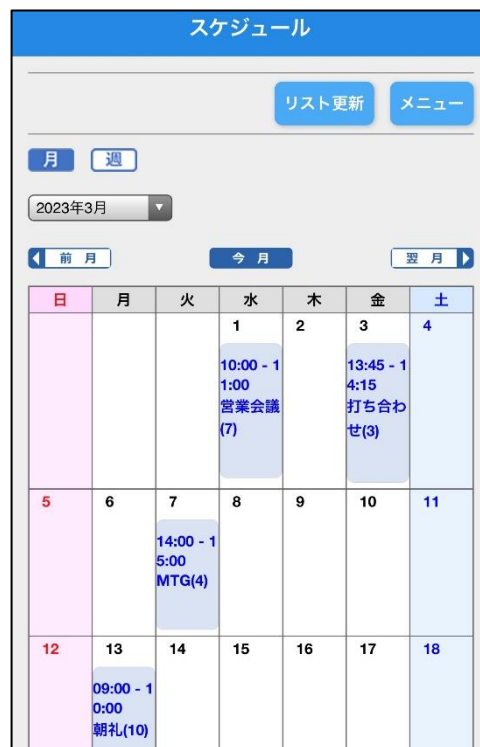 スケジュール
リスト更新 メニュー
月 週
2023年3月
前 月 今 月 翌 月
日 月 火 水 木 金 土
1 2 3 4
10:00 - 1
1:00
営業会議
(7)
13:45 - 1
4:15
打ち合わ
せ(3)
5 6 7 8 9 10 11
14:00 - 1
5:00
MTG(4)
12 13 14 15 16 17 18
09:00 - 1
0:00
朝礼(10)